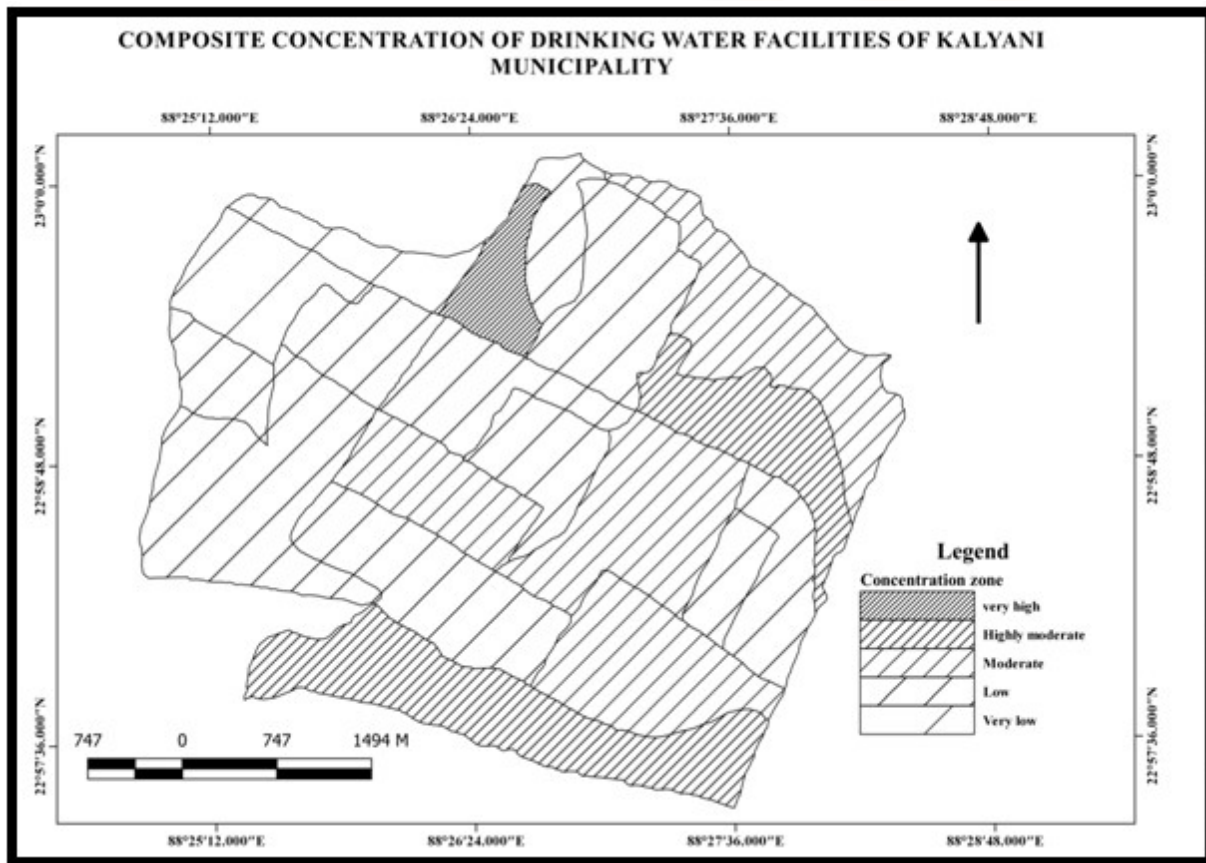 COMPOSITE CONCENTRATION OF DRINKING WATER FACILITIES OF KALYANI
MUNICIPALITY
88°25'12.000"E 88°26'24.000"E 88°27'36.000"E 88°28'48.000"E
23°0'0.000"N 23°0'0.000"N
22°58'48.000"N 22°58'48.000"N
Legend
Concentration zone
very high
Highly moderate
Moderate
Low
Very low
22°57'36.000"N 22°57'36.000"N
747 0 747 1494 M
88°25'12.000"E 88°26'24.000"E 88°27'36.000"E 88°28'48.000"E